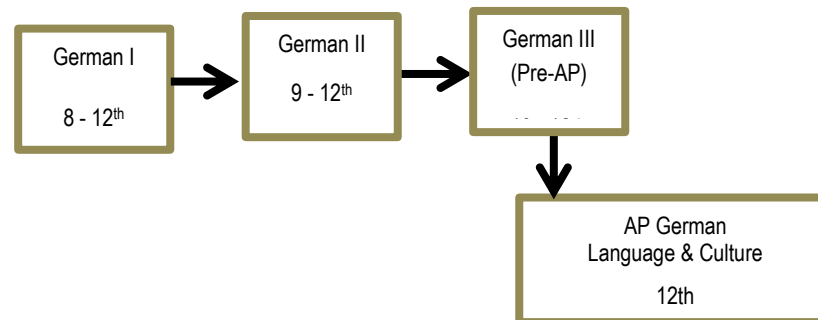 German I
8 - 12th
German II
9 - 12th
German III
(Pre-AP)
AP German
Language & Culture
12th